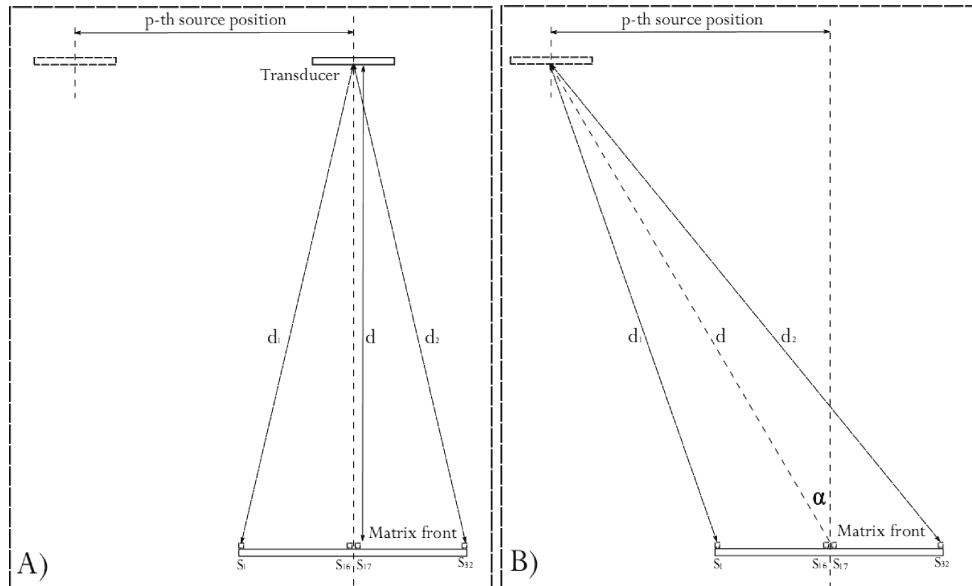 p-th source position
Transducer
d₁
d
d₂
Matrix front
S₁
S₁₆
S₁₇
S₃₂
A)
p-th source position
d₁
d
d₂
α
Matrix front
S₁
S₁₆
S₁₇
S₃₂
B)